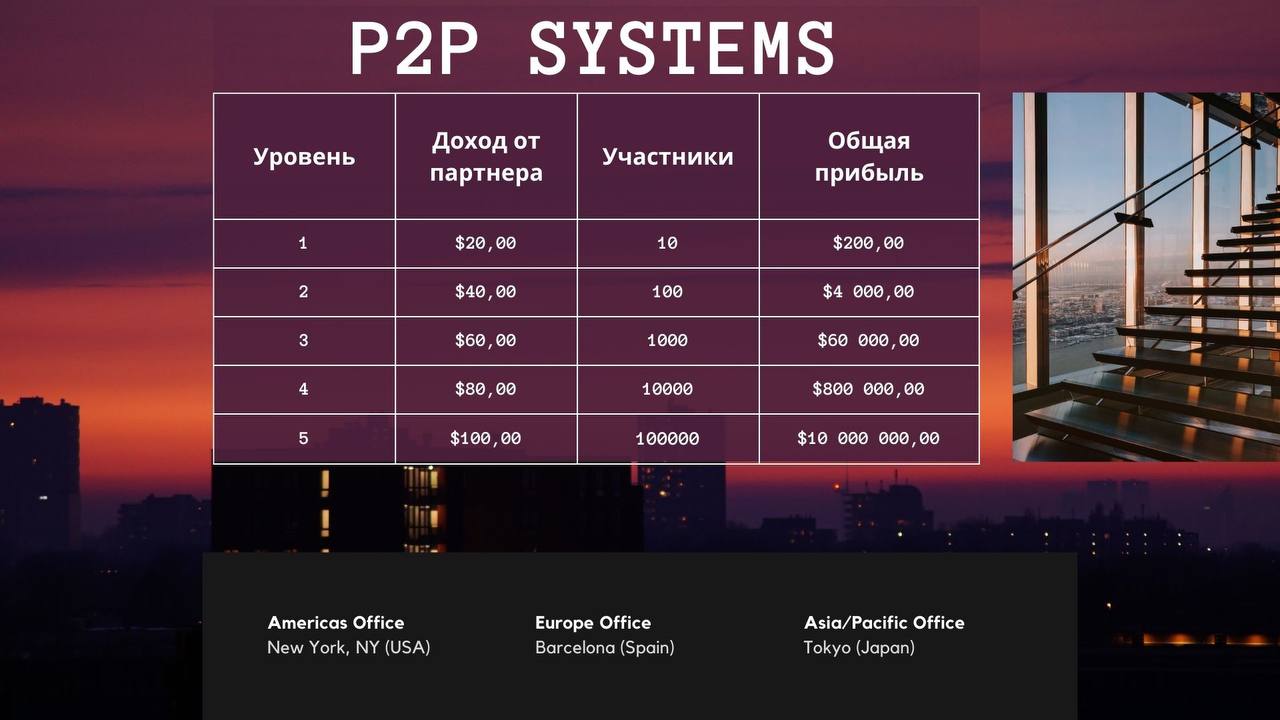 P2P SYSTEMS
Уровень Доход от партнера Участники Общая прибыль
1 $20,00 10 $200,00
2 $40,00 100 $4 000,00
3 $60,00 1000 $60 000,00
4 $80,00 10000 $800 000,00
5 $100,00 100000 $10 000 000,00
Americas Office Europe Office Asia/Pacific Office
New York, NY (USA) Barcelona (Spain) Tokyo (Japan)